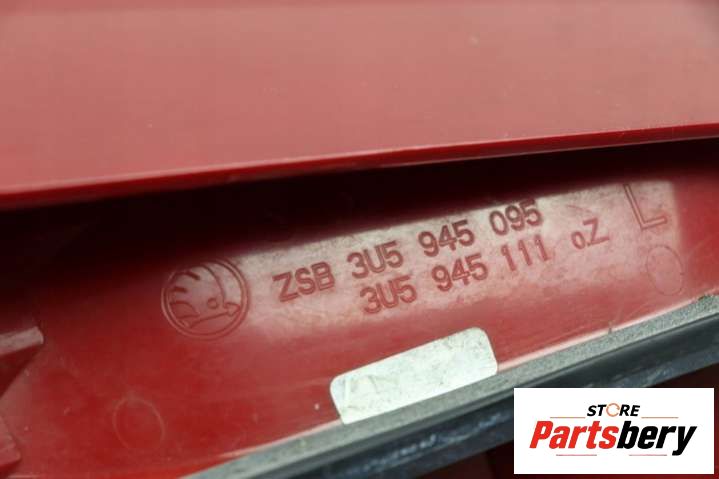 ZSB 3U5 945 095
3U5 945 111 oZ L
STORE
Partsbery